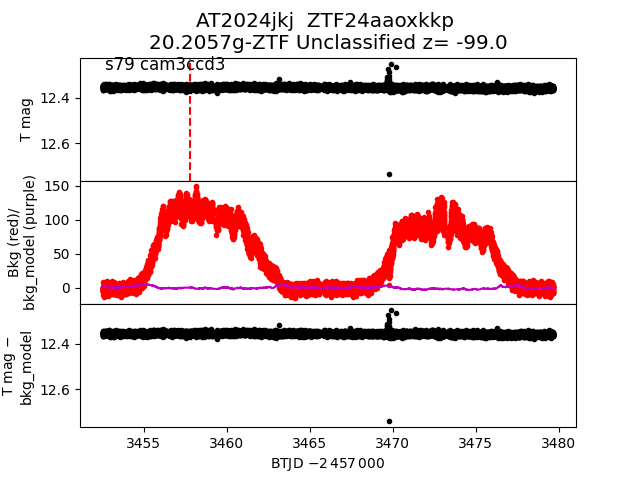 AT2024jkj  ZTF24aaoxkkp
20.2057g-ZTF Unclassified z= -99.0
s79 cam3ccd3
T mag
12.4
12.6
Bkg (red)/
bkg_model (purple)
150
100
50
0
T mag −
bkg_model
12.4
12.6
3455 3460 3465 3470 3475 3480
BTJD −2 457 000